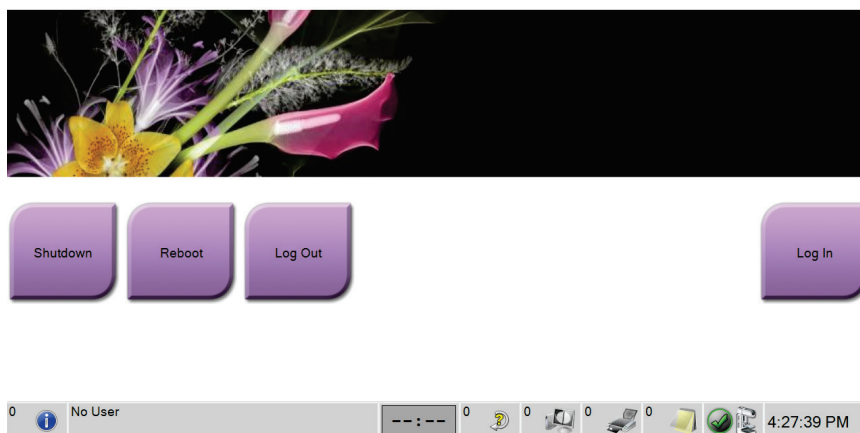 Shutdown
Reboot
Log Out
Log In
0
No User
--:--
0
0
0
0
4:27:39 PM